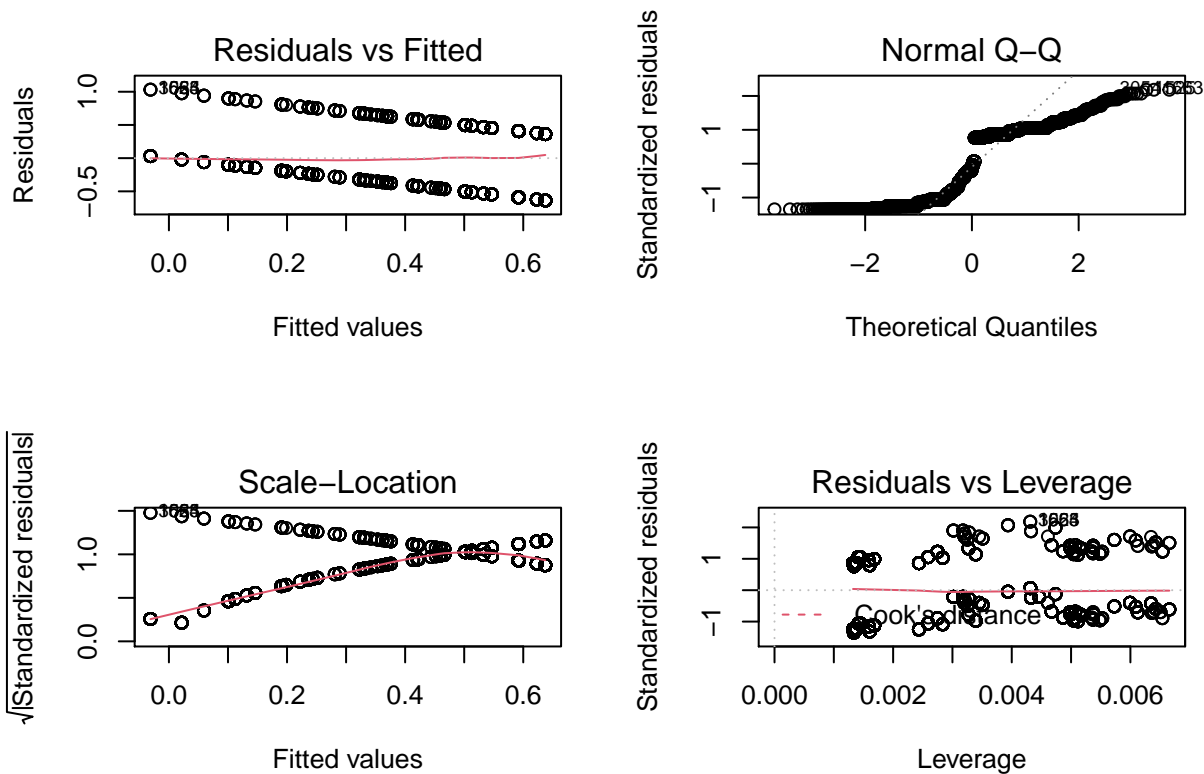 Residuals vs Fitted
Residuals
1.0
−0.5
0.0 0.2 0.4 0.6
Fitted values
Normal Q−Q
Standardized residuals
1
−1
−2 0 2
Theoretical Quantiles
Scale−Location
√|Standardized residuals|
1.0
0.0
0.0 0.2 0.4 0.6
Fitted values
Residuals vs Leverage
Standardized residuals
1
−1
Cook's distance
0.000 0.002 0.004 0.006
Leverage